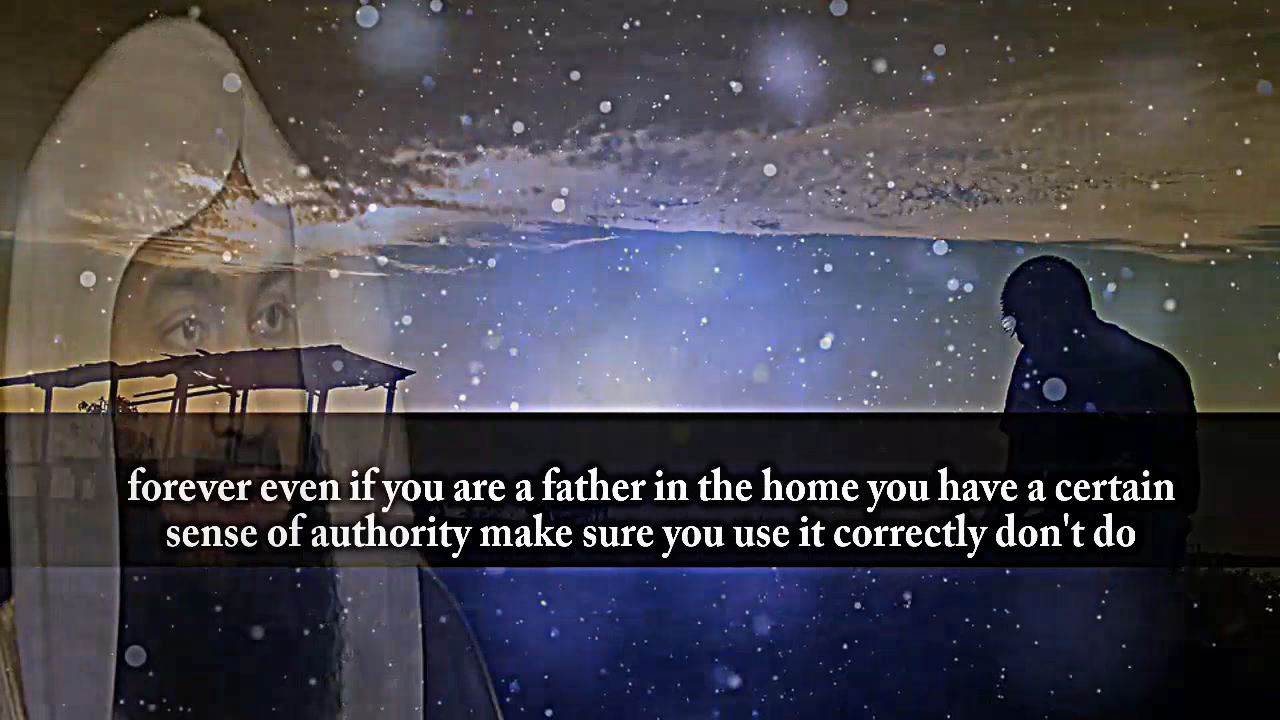 forever even if you are a father in the home you have a certain
sense of authority make sure you use it correctly don't do